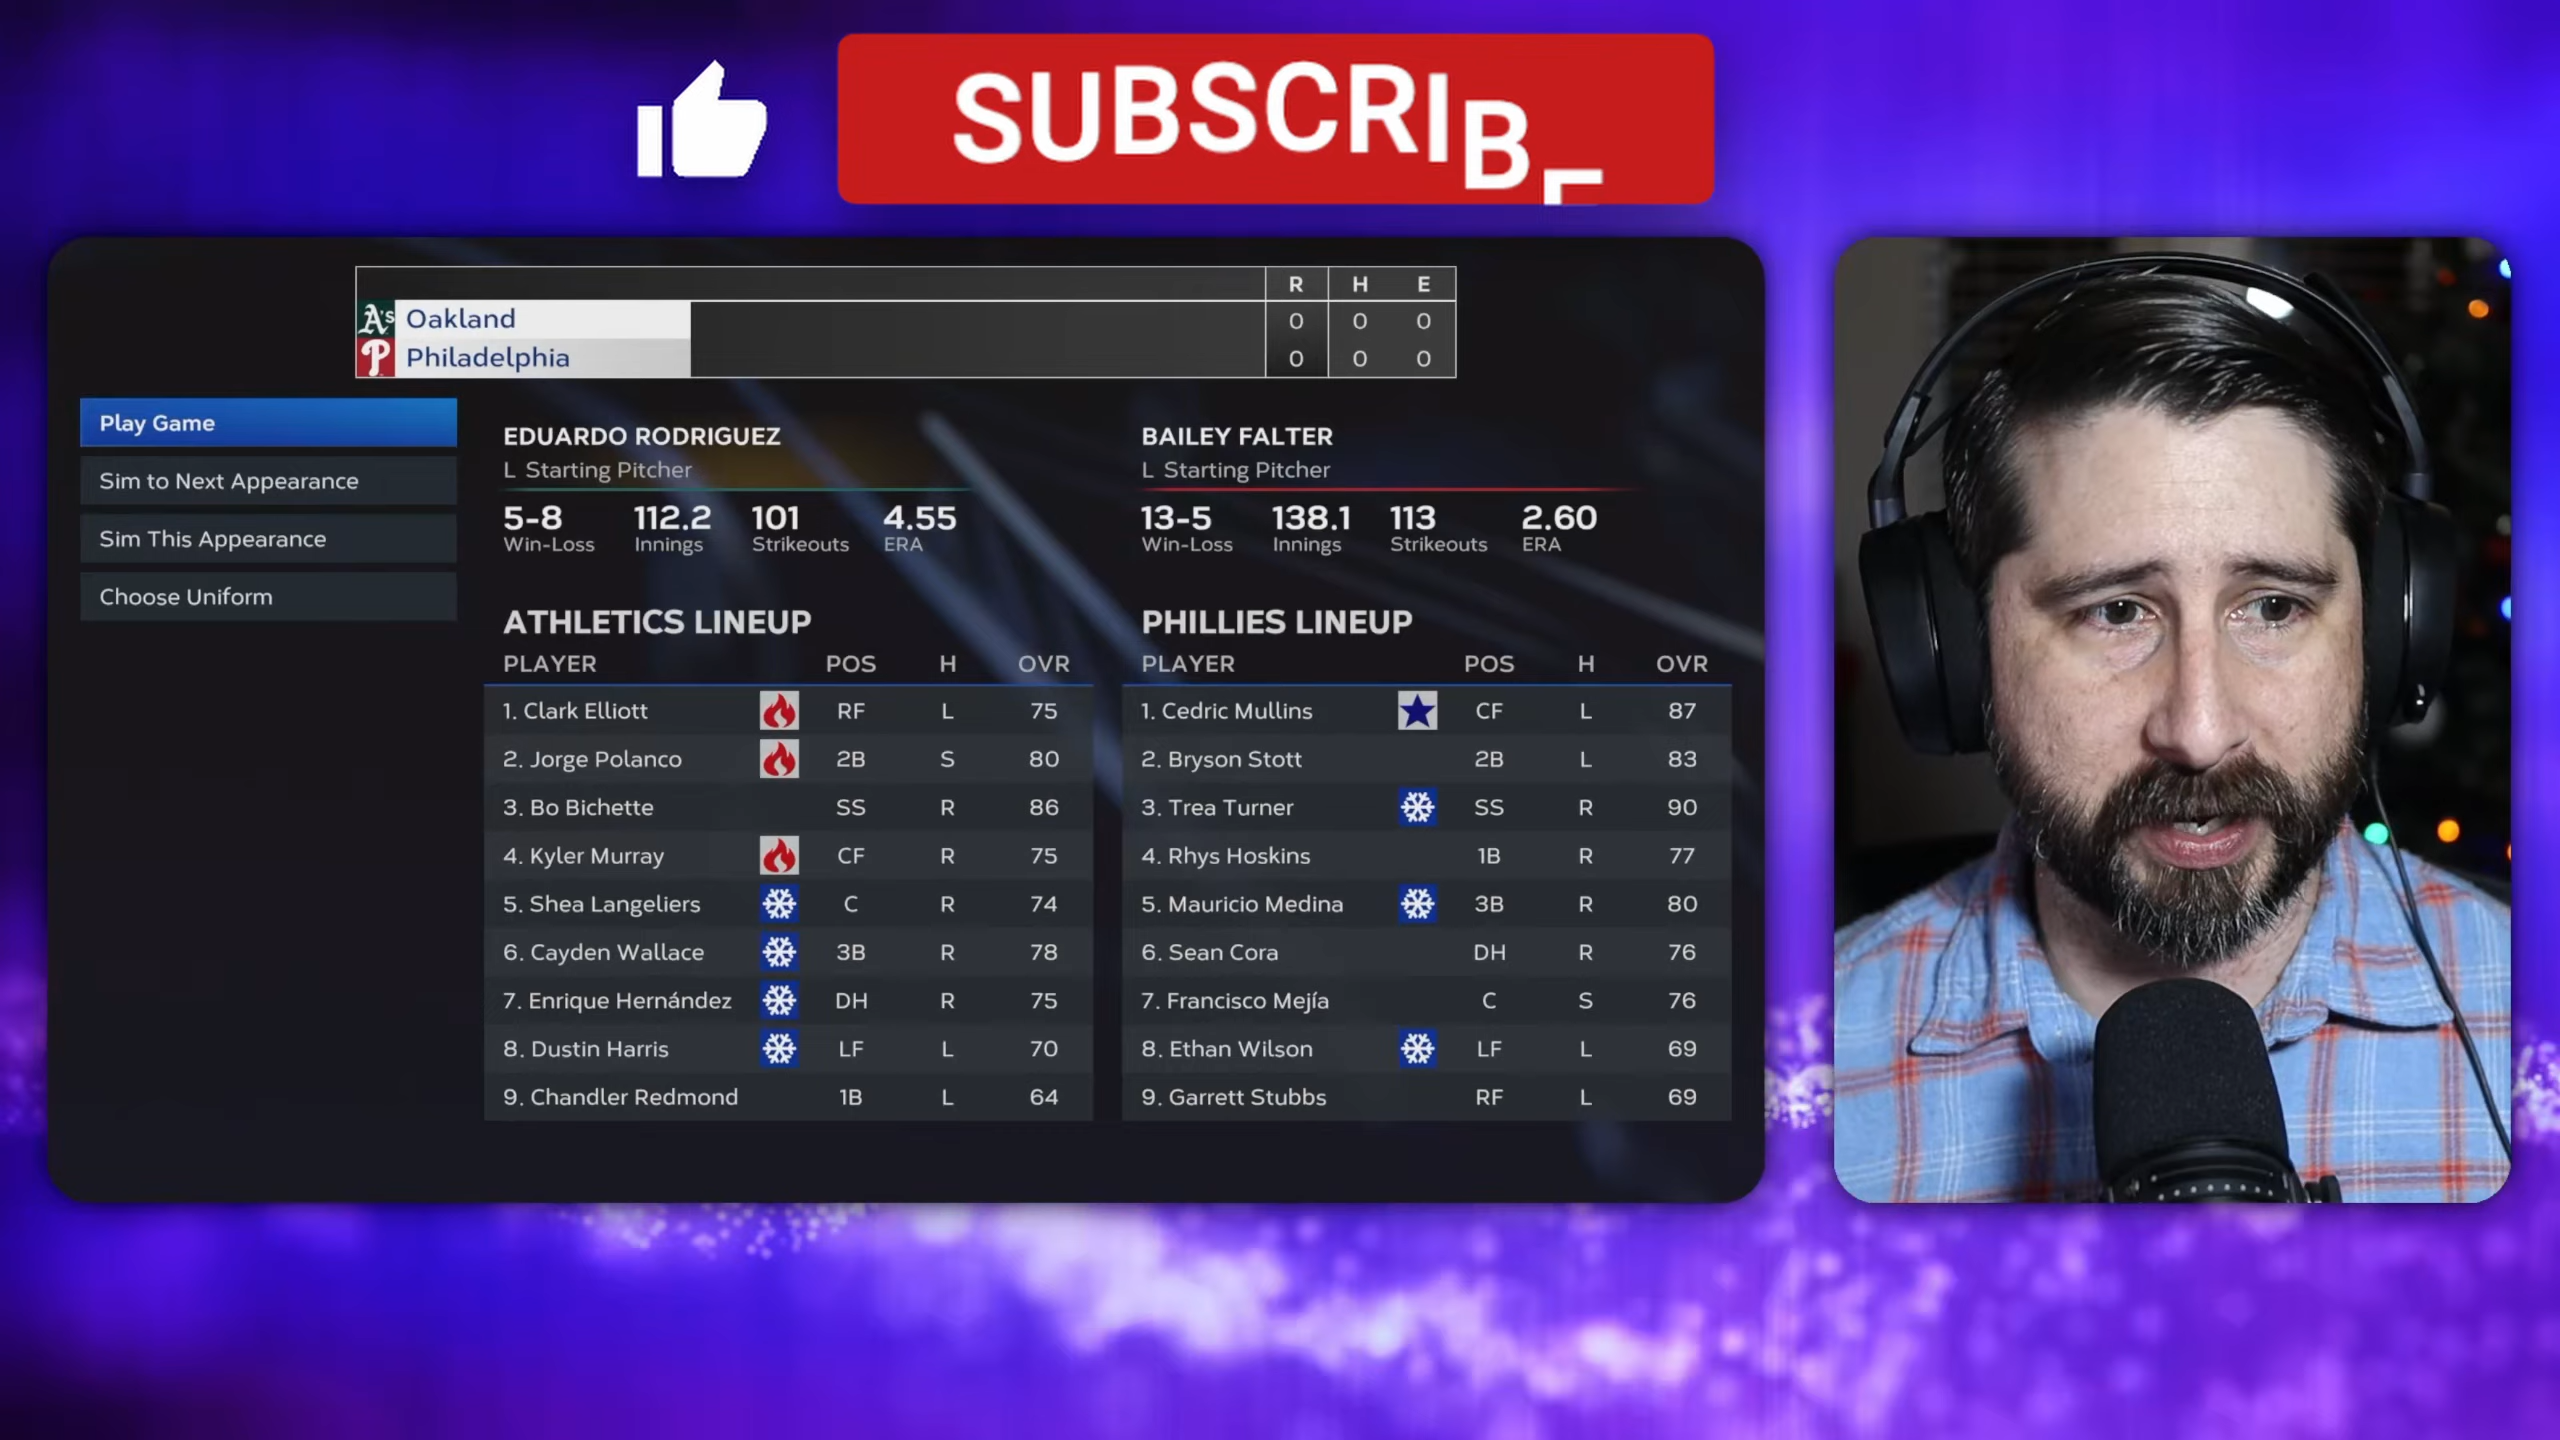 SUBSCRIBE
R H E
A's Oakland 0 0 0
P Philadelphia 0 0 0
Play Game
Sim to Next Appearance
Sim This Appearance
Choose Uniform
EDUARDO RODRIGUEZ
L Starting Pitcher
5-8 112.2 101 4.55
Win-Loss Innings Strikeouts ERA
BAILEY FALTER
L Starting Pitcher
13-5 138.1 113 2.60
Win-Loss Innings Strikeouts ERA
ATHLETICS LINEUP
PLAYER POS H OVR
1. Clark Elliott RF L 75
2. Jorge Polanco 2B S 80
3. Bo Bichette SS R 86
4. Kyler Murray CF R 75
5. Shea Langeliers C R 74
6. Cayden Wallace 3B R 78
7. Enrique Hernández DH R 75
8. Dustin Harris LF L 70
9. Chandler Redmond 1B L 64
PHILLIES LINEUP
PLAYER POS H OVR
1. Cedric Mullins CF L 87
2. Bryson Stott 2B L 83
3. Trea Turner SS R 90
4. Rhys Hoskins 1B R 77
5. Mauricio Medina 3B R 80
6. Sean Cora DH R 76
7. Francisco Mejía C S 76
8. Ethan Wilson LF L 69
9. Garrett Stubbs RF L 69